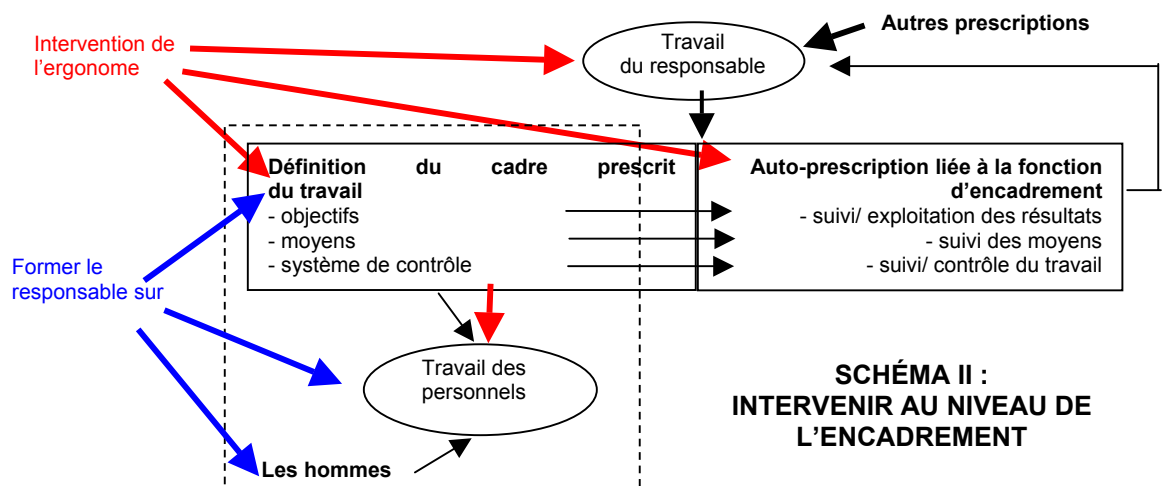 Autres prescriptions
Intervention de
l'ergonome
Travail
du responsable
Définition du cadre prescrit
du travail
- objectifs
- moyens
- système de contrôle
Auto-prescription liée à la fonction
d'encadrement
- suivi/ exploitation des résultats
- suivi des moyens
- suivi/ contrôle du travail
Former le
responsable sur
Travail des
personnels
Les hommes
SCHÉMA II :
INTERVENIR AU NIVEAU DE
L'ENCADREMENT